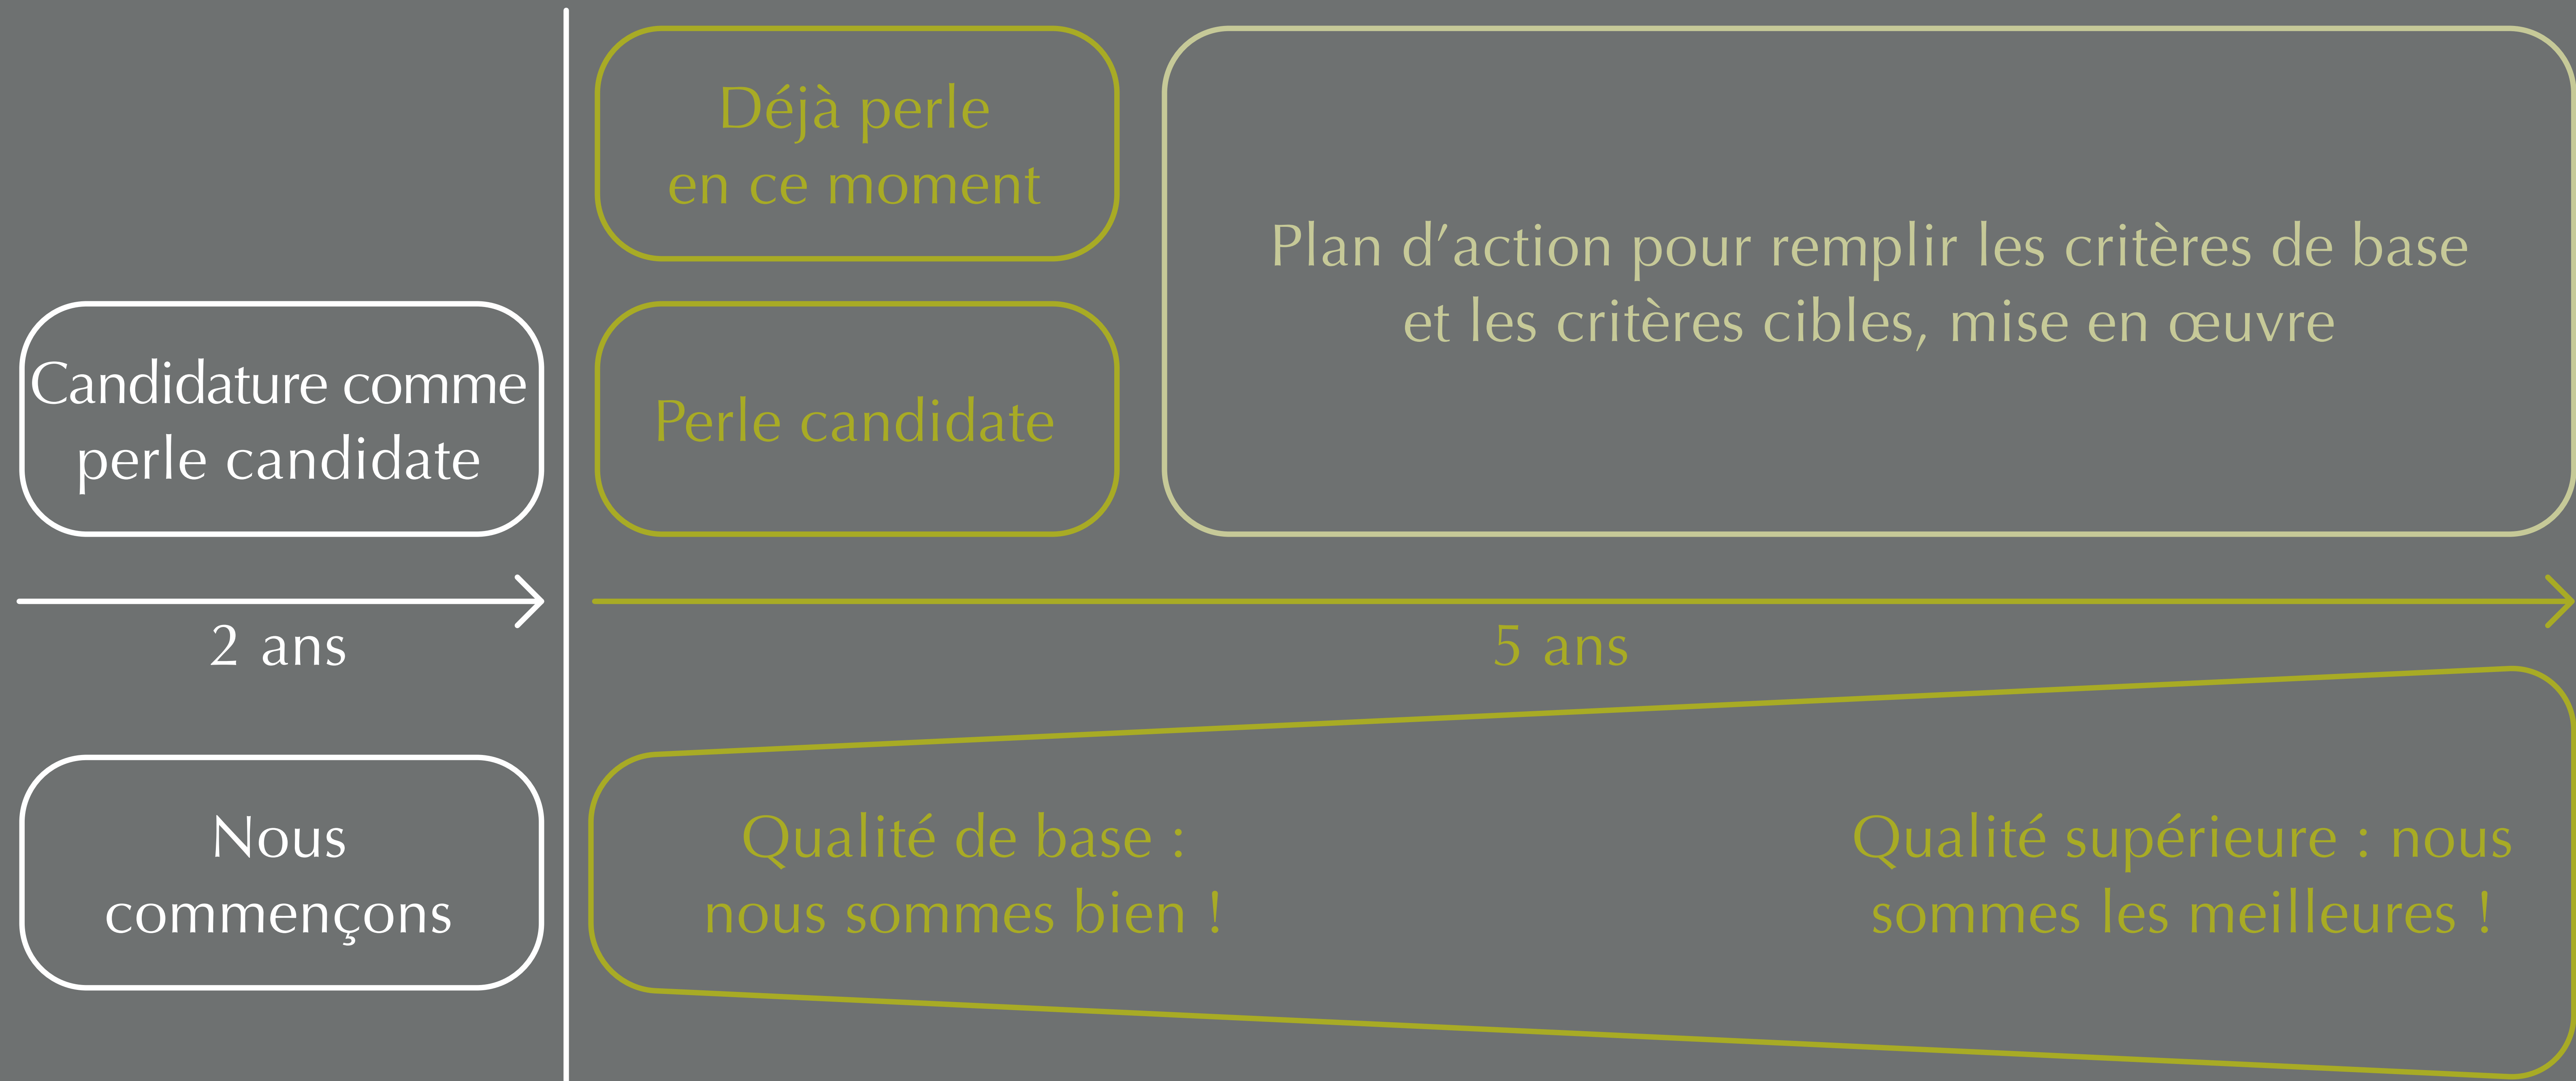 Candidature comme
perle candidate
2 ans
Nous
commençons
Déjà perle
en ce moment
Perle candidate
Plan d’action pour remplir les critères de base
et les critères cibles, mise en œuvre
5 ans
Qualité de base :
nous sommes bien !
Qualité supérieure : nous
sommes les meilleures !